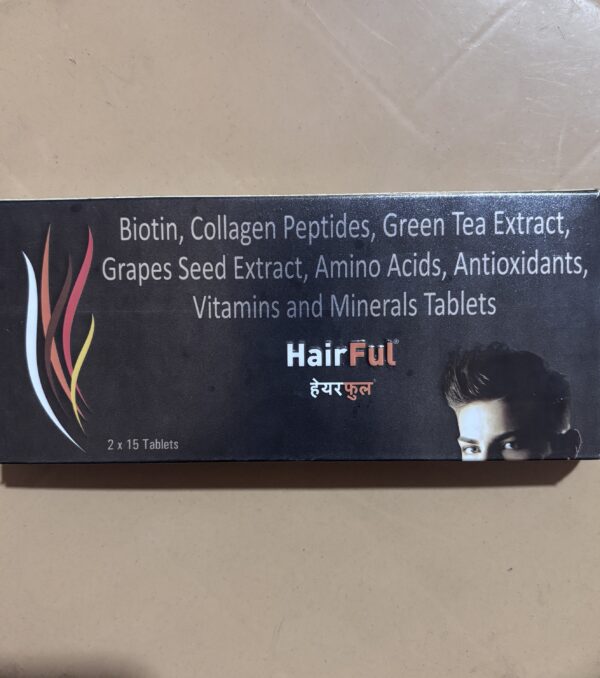 Biotin, Collagen Peptides, Green Tea Extract,
Grapes Seed Extract, Amino Acids, Antioxidants,
Vitamins and Minerals Tablets
HairFul®
हेयरफुल
2 x 15 Tablets